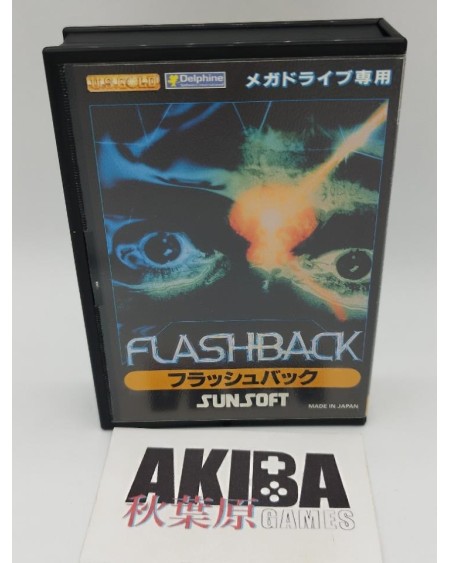 U.S. GOLD
Delphine
メガドライブ専用
FLASHBACK
フラッシュバック
SUNSOFT
MADE IN JAPAN
AKIBA
秋葉原 GAMES